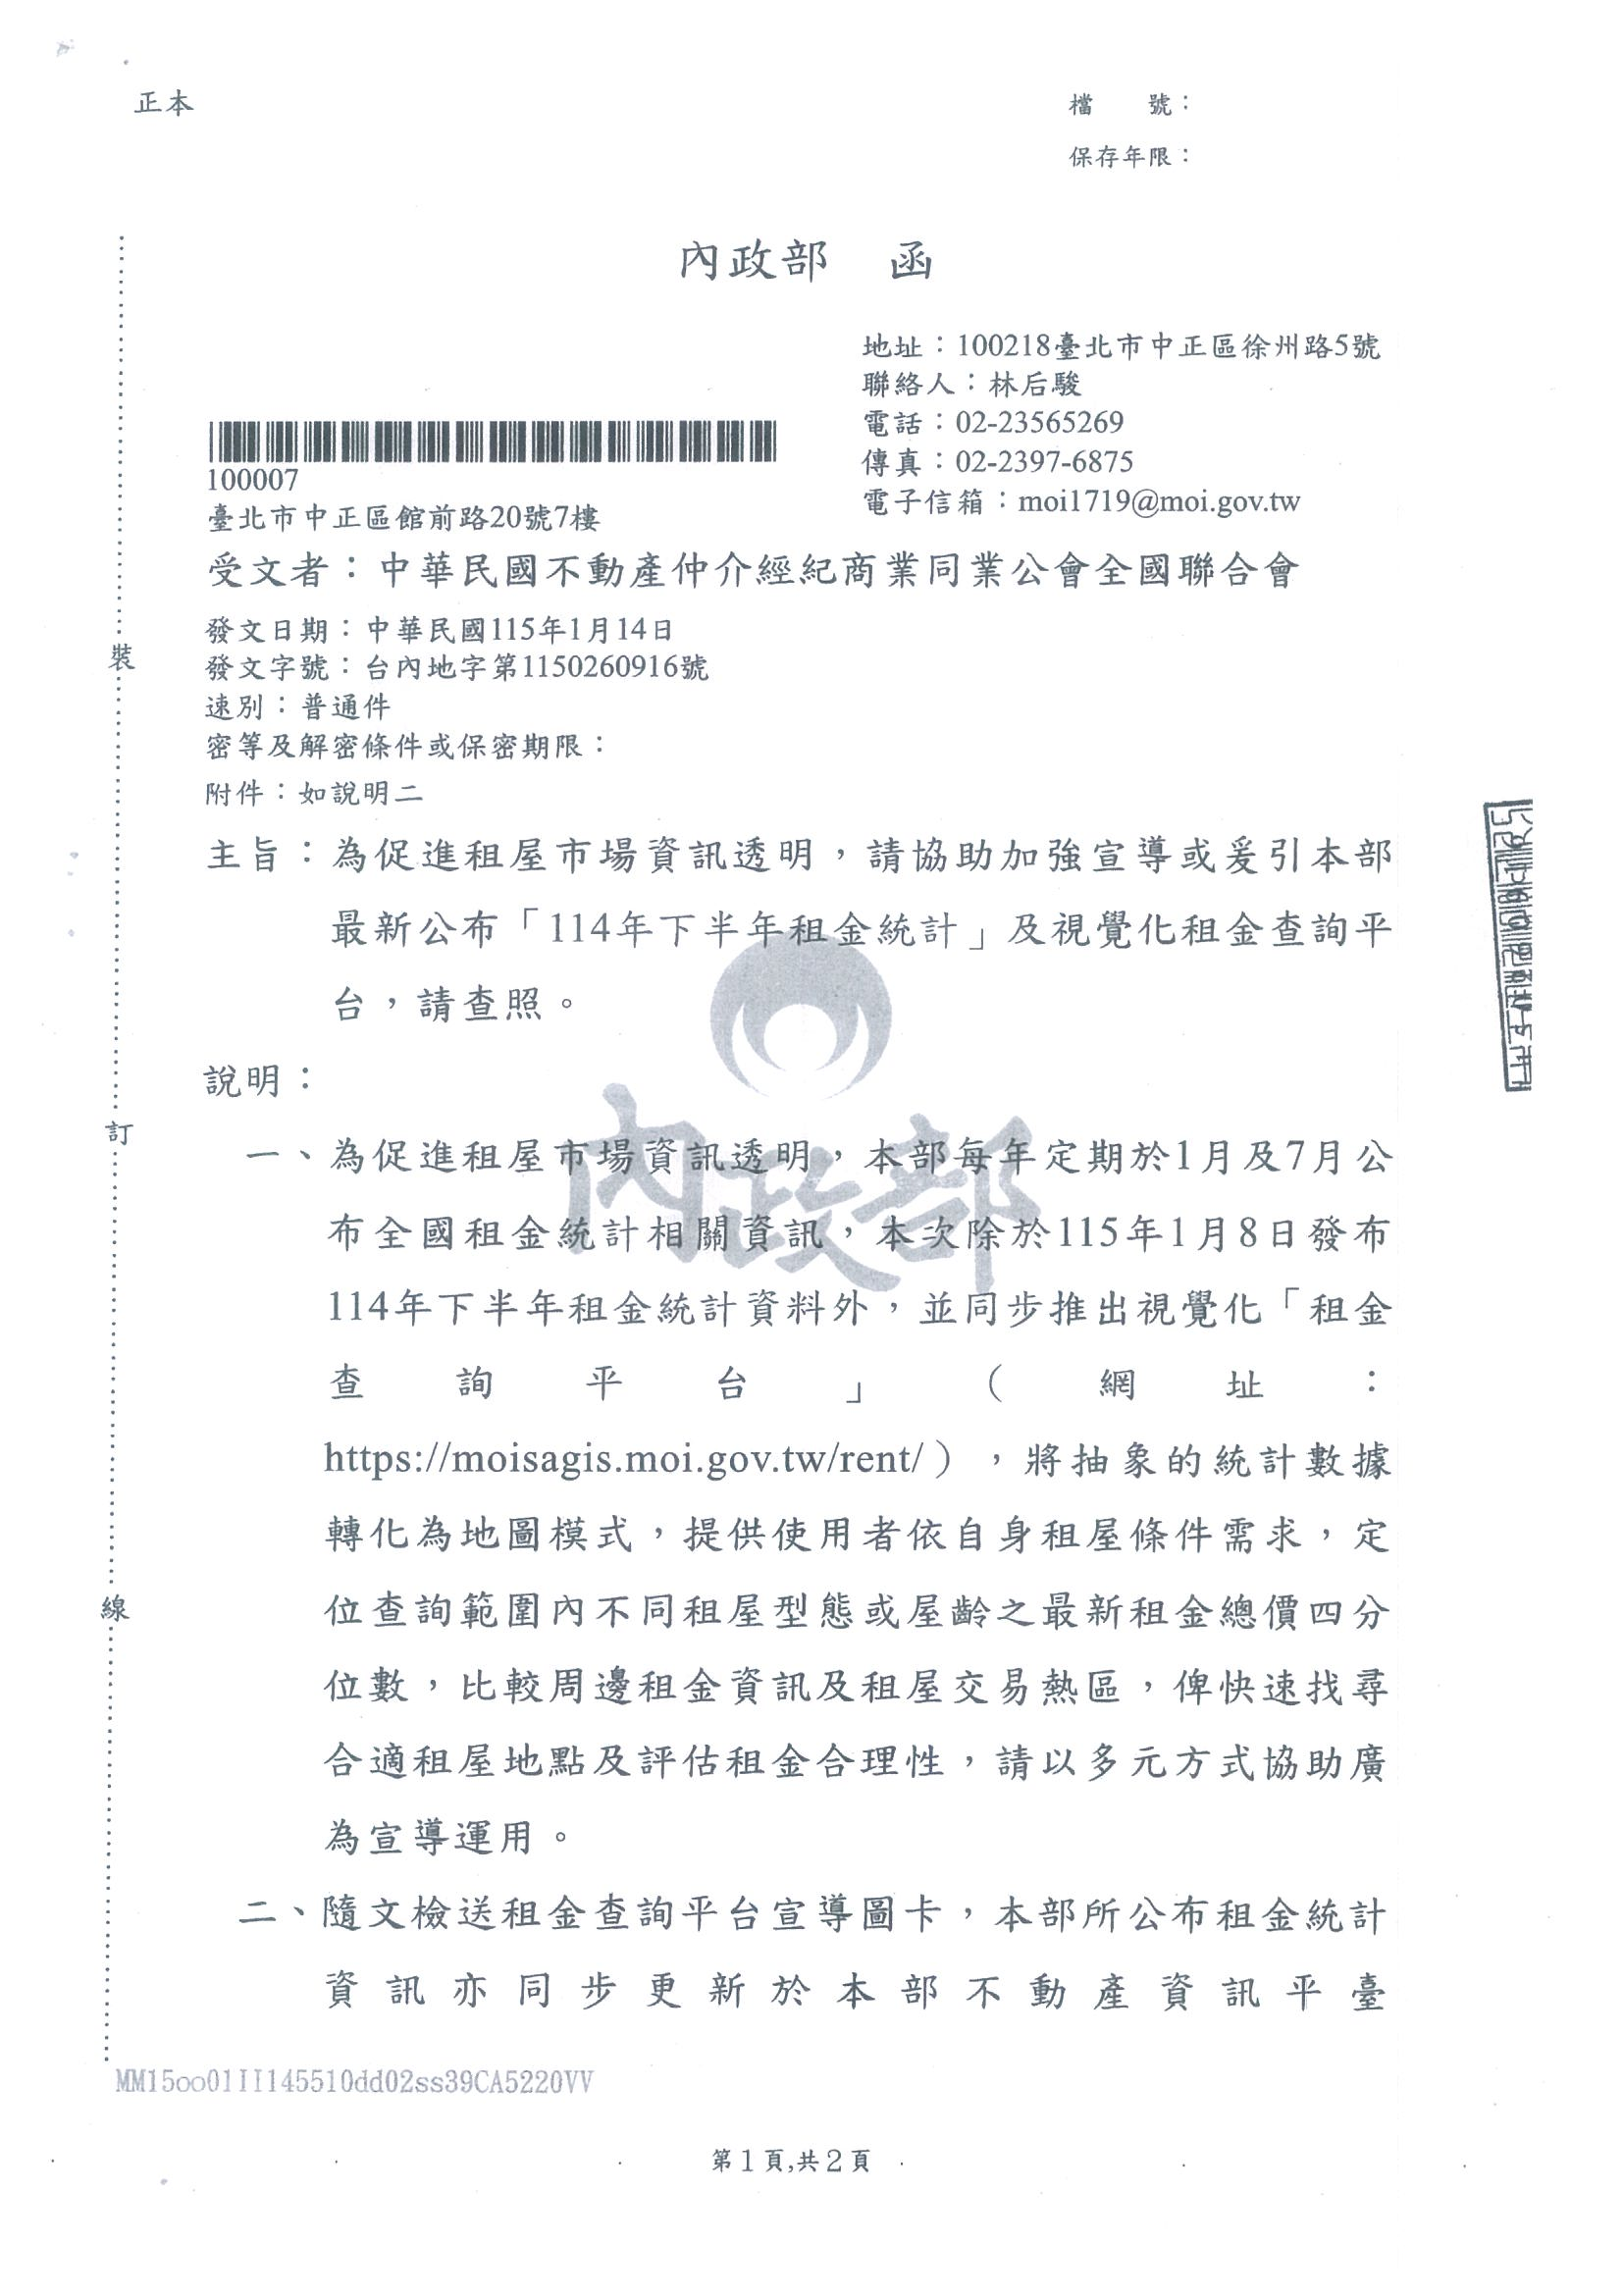 正本
檔　　號：
保存年限：
內政部　函
地址：100218臺北市中正區徐州路5號
聯絡人：林后駿
電話：02-23565269
傳真：02-2397-6875
電子信箱：moi1719@moi.gov.tw
100007
臺北市中正區館前路20號7樓
受文者：中華民國不動產仲介經紀商業同業公會全國聯合會
發文日期：中華民國115年1月14日
發文字號：台內地字第1150260916號
速別：普通件
密等及解密條件或保密期限：
附件：如說明二
主旨：為促進租屋市場資訊透明，請協助加強宣導或爰引本部
最新公布「114年下半年租金統計」及視覺化租金查詢平
台，請查照。
說明：
一、為促進租屋市場資訊透明，本部每年定期於1月及7月公
布全國租金統計相關資訊，本次除於115年1月8日發布
114年下半年租金統計資料外，並同步推出視覺化「租金
查詢平台」（網址：
https://moisagis.moi.gov.tw/rent/），將抽象的統計數據
轉化為地圖模式，提供使用者依自身租屋條件需求，定
位查詢範圍內不同租屋型態或屋齡之最新租金總價四分
位數，比較周邊租金資訊及租屋交易熱區，俾快速找尋
合適租屋地點及評估租金合理性，請以多元方式協助廣
為宣導運用。
二、隨文檢送租金查詢平台宣導圖卡，本部所公布租金統計
資訊亦同步更新於本部不動產資訊平臺
內政部
裝
訂
線
MM15oo01III145510dd02ss39CA5220VV
第1頁,共2頁